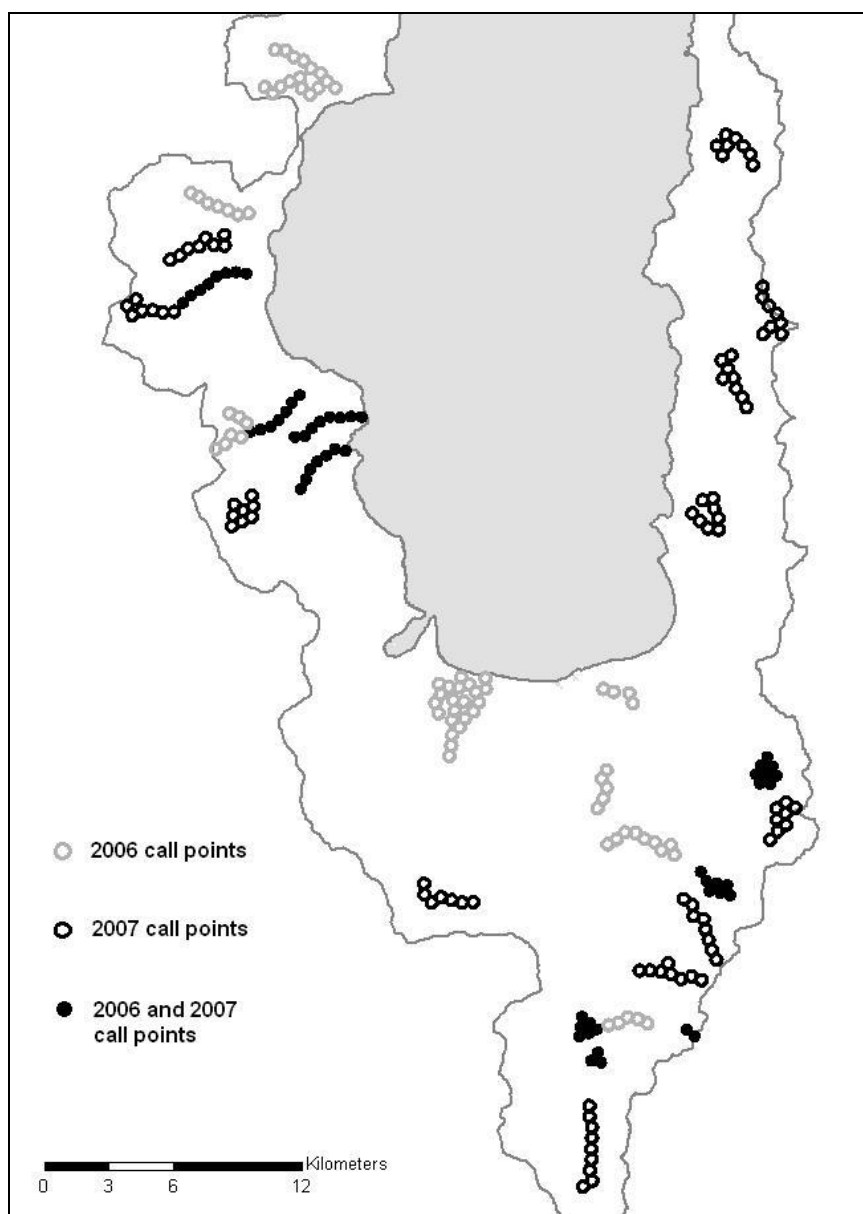 2006 call points
2007 call points
2006 and 2007
call points
Kilometers
0 3 6 12